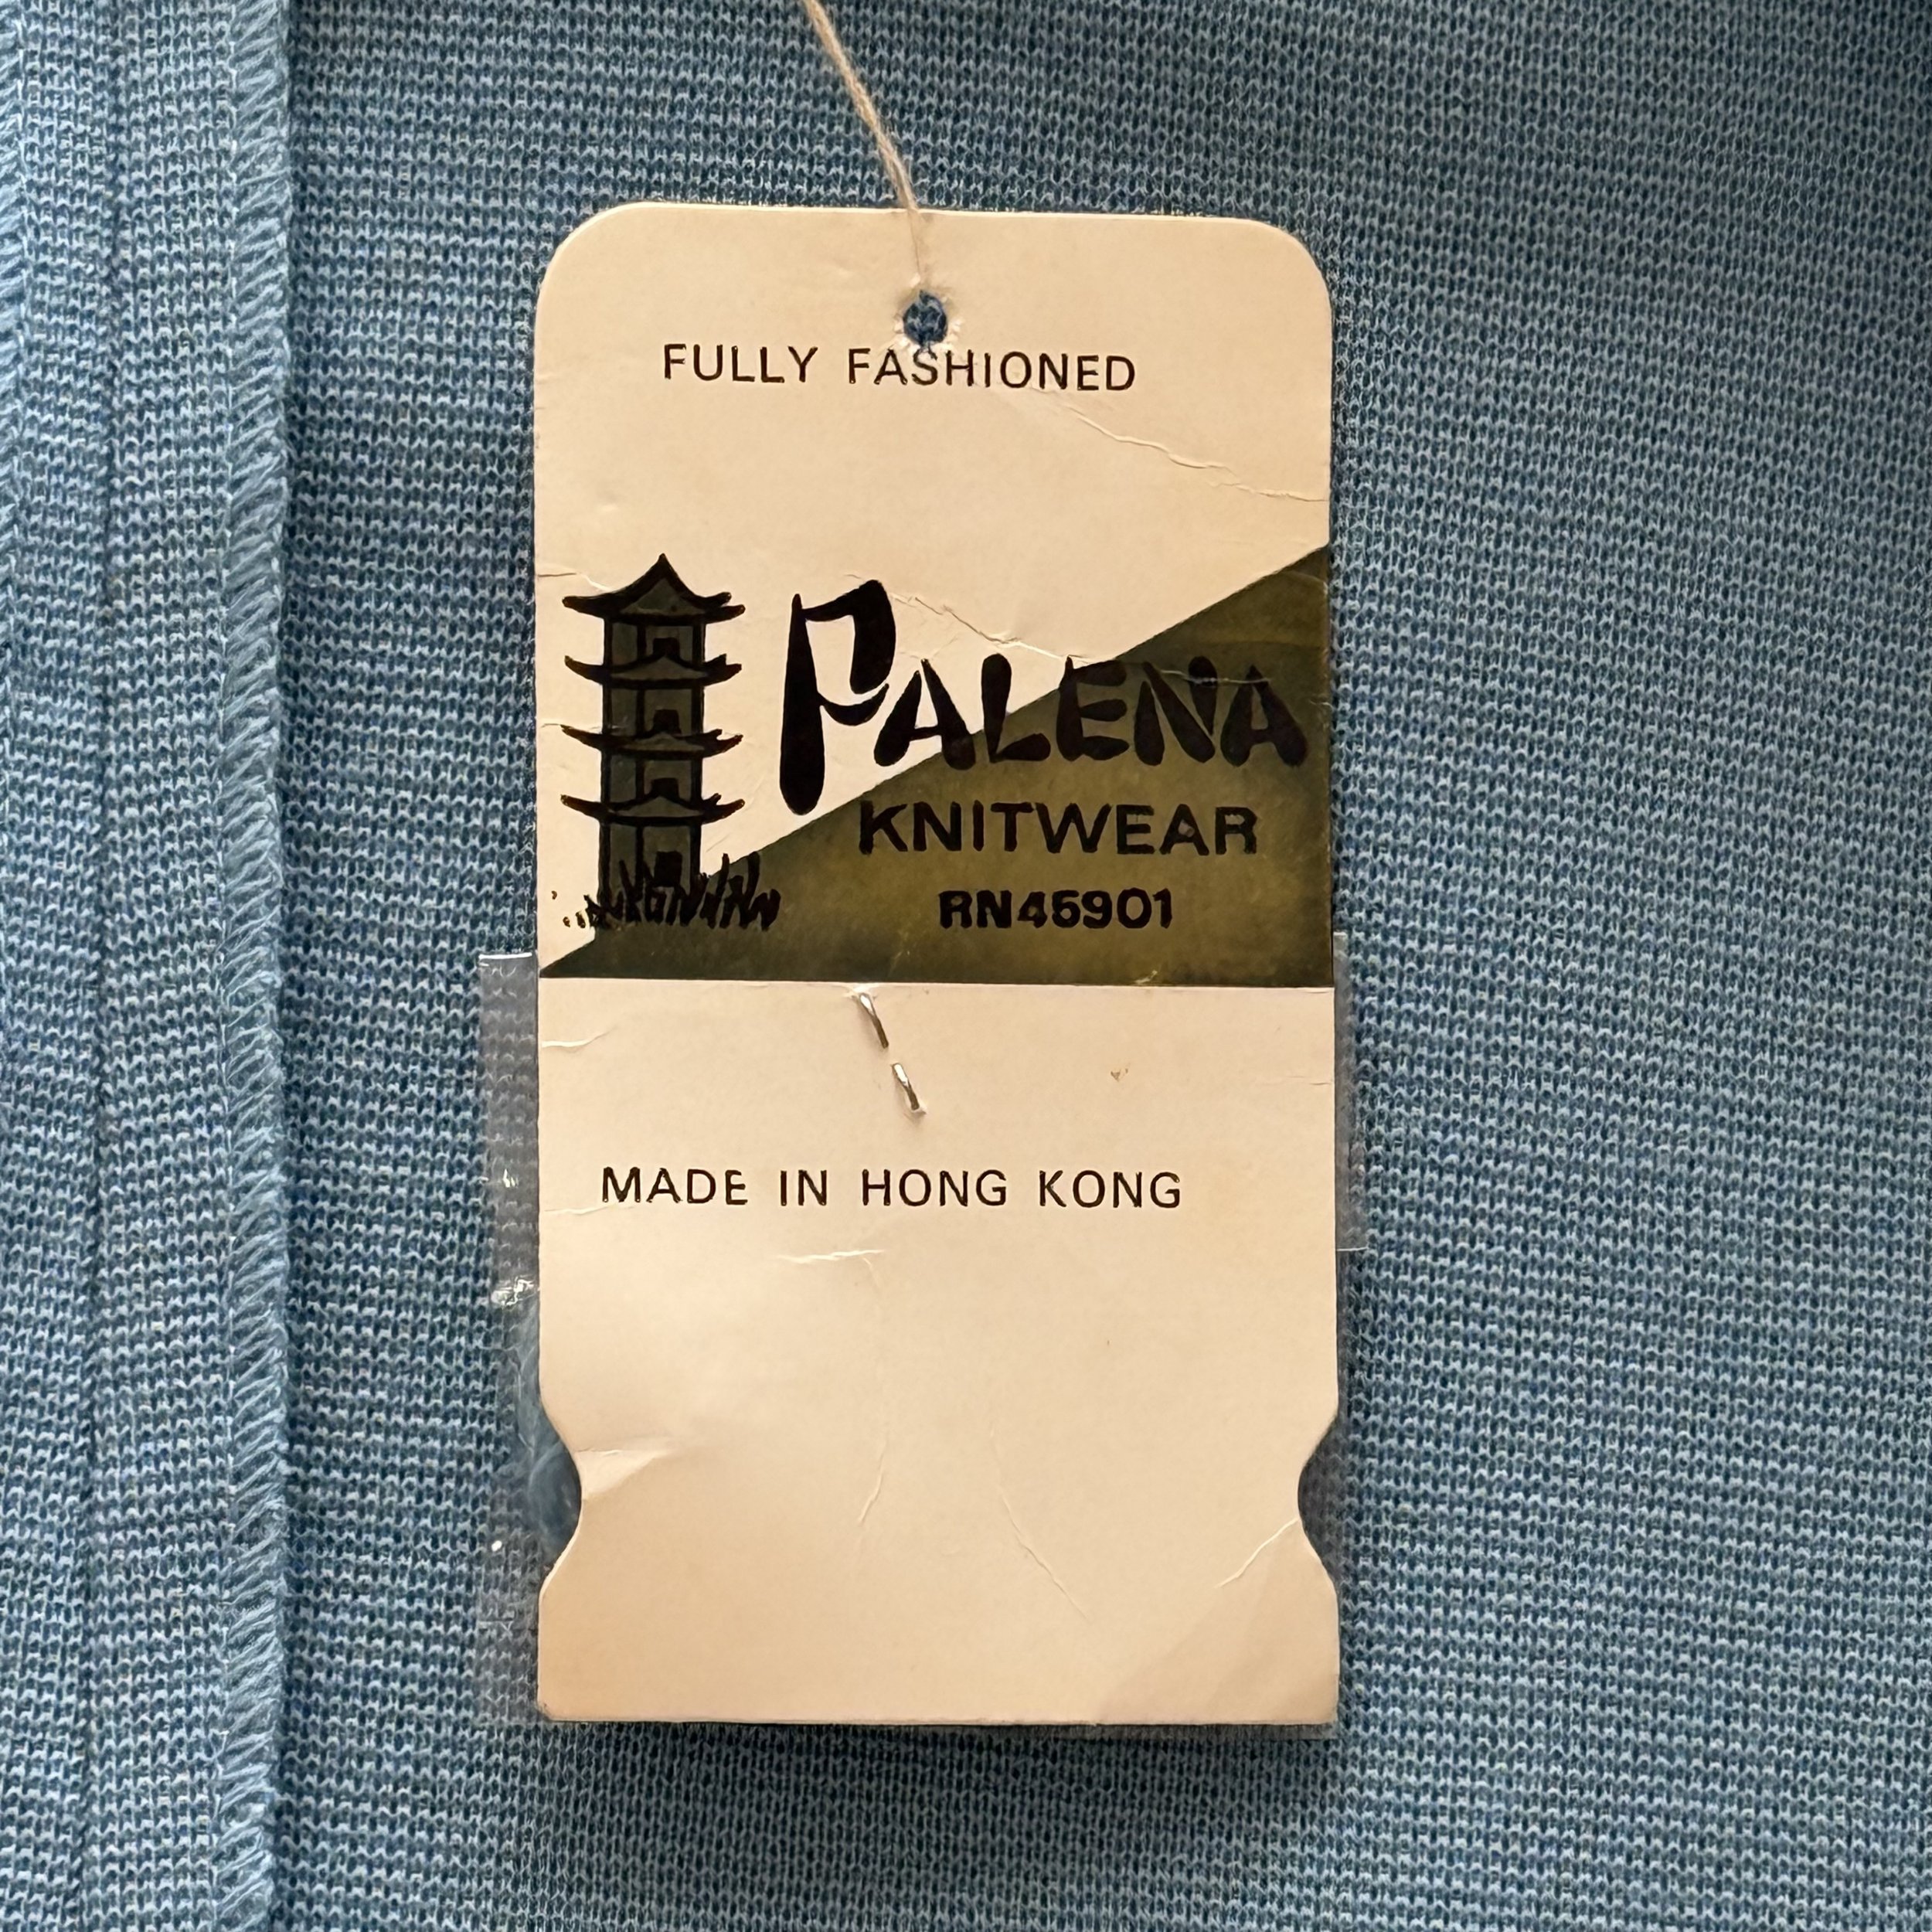 FULLY FASHIONED
PALENA
KNITWEAR
RN45901
MADE IN HONG KONG